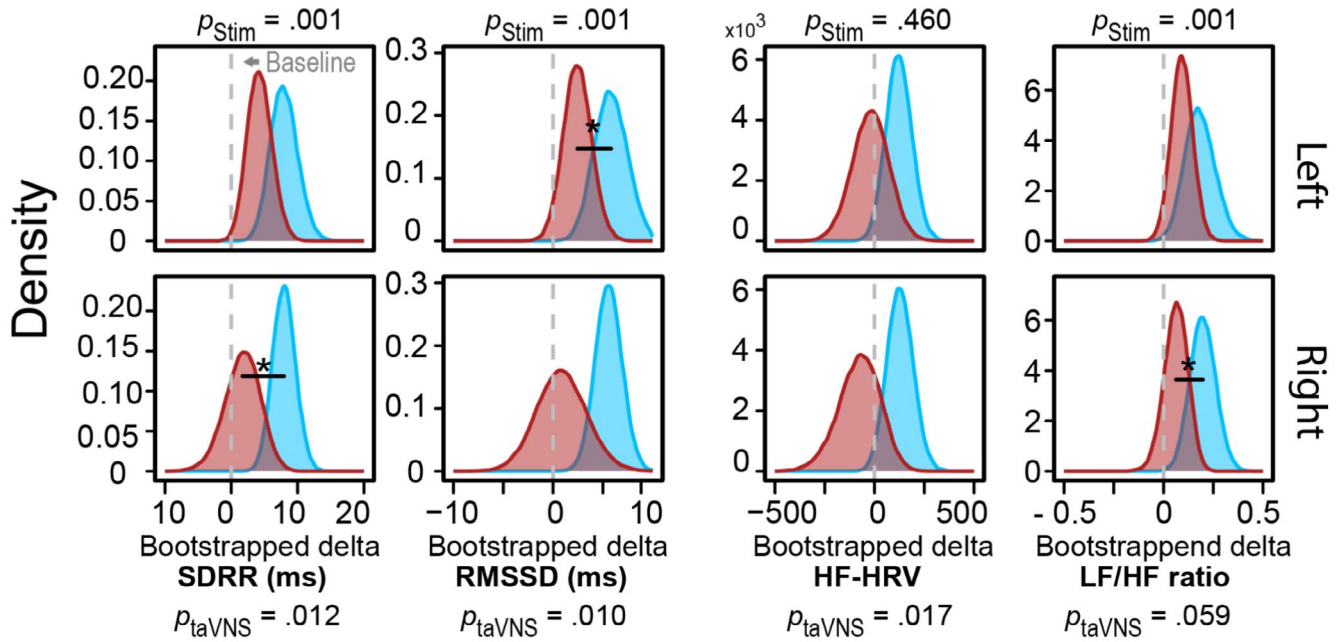 pStim = .001 pStim = .001 x10³ pStim = .460 pStim = .001
Baseline
0.20 0.15 0.10 0.05 0
0.3 0.2 0.1 0
6 4 2 0
6 4 2 0
*
Left
Density
0.20 0.15 0.10 0.05 0
0.3 0.2 0.1 0
6 4 2 0
6 4 2 0
* *
Right
10 0 10 20 −10 0 10 −500 0 500 - 0.5 0 0.5
Bootstrapped delta Bootstrapped delta Bootstrapped delta Bootstrappend delta
SDRR (ms) RMSSD (ms) HF-HRV LF/HF ratio
ptaVNS = .012 ptaVNS = .010 ptaVNS = .017 ptaVNS = .059